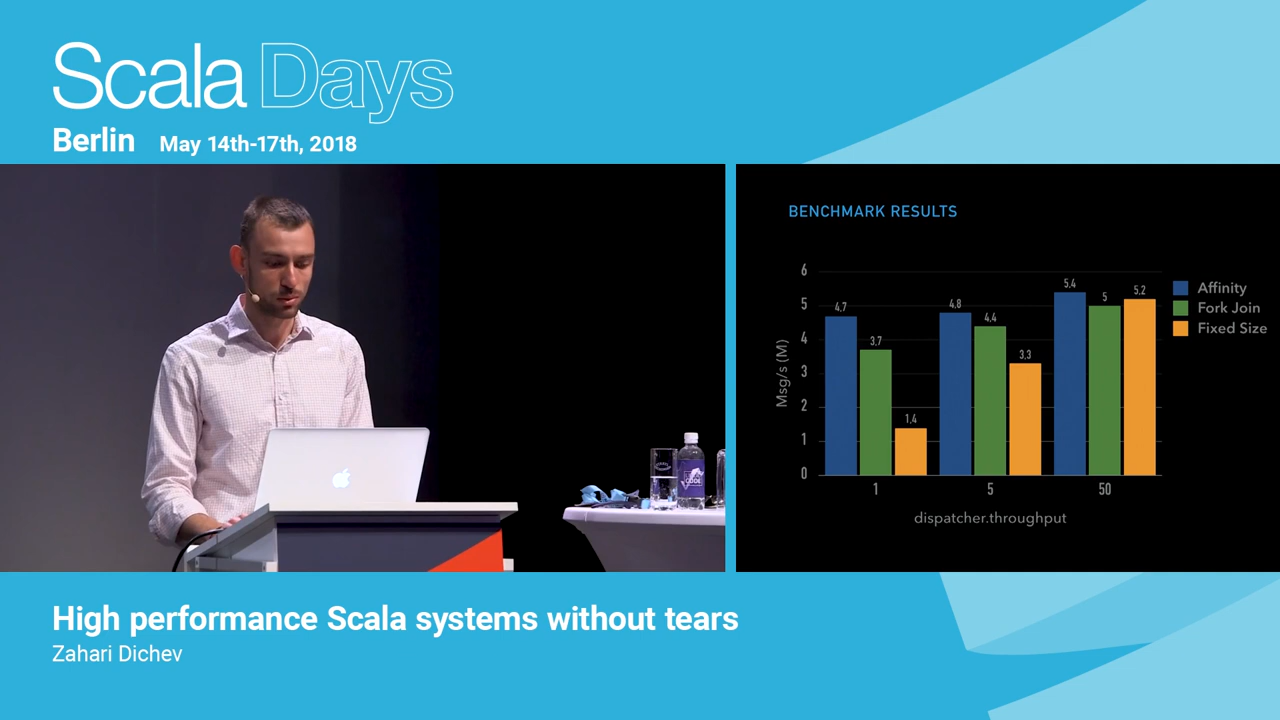 Scala Days
Berlin May 14th-17th, 2018
BENCHMARK RESULTS
6
5
4
3
2
1
0
Msg/s (M)
4.7
3.7
1.4
4.8
4.4
3.3
5.4
5
5.2
1
5
50
dispatcher.throughput
Affinity
Fork Join
Fixed Size
High performance Scala systems without tears
Zahari Dichev